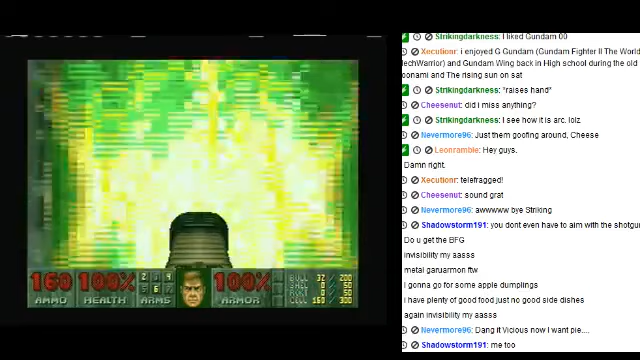 160 100% 2 3 4 100% BULL 32 / 200
SHEL 0 / 50
5 6 7 RCKT 0 / 50
AMMO HEALTH ARMS ARMOR CELL 160 / 300
Strikingdarkness: I liked Gundam 00
Xecutionr: i enjoyed G Gundam (Gundam Fighter II The World
echWarrior) and Gundam Wing back in High school during the old
oonami and The rising sun on sat
Strikingdarkness: *raises hand*
Cheesenut: did i miss anything?
Strikingdarkness: I see how it is arc. lolz
Nevermore96: Just them goofing around, Cheese
Leonramble: Hey guys.
Damn right.
Xecutionr: telefragged!
Cheesenut: sound grat
Nevermore96: awwwww bye Striking
Shadowstorm191: you dont even have to aim with the shotgun
Do u get the BFG
invisibility my aasss
metal garuarmon ftw
I gonna go for some apple dumplings
i have plenty of good food just no good side dishes
again invisibility my aasss
Nevermore96: Dang it Vicious now I want pie....
Shadowstorm191: me too